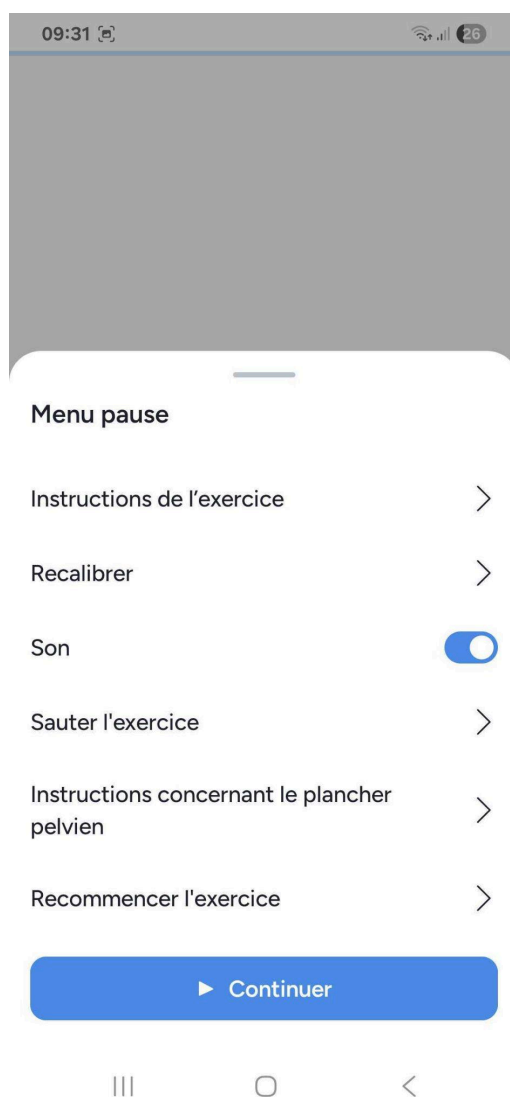 09:31
26
Menu pause
Instructions de l’exercice
Recalibrer
Son
Sauter l'exercice
Instructions concernant le plancher
pelvien
Recommencer l'exercice
Continuer